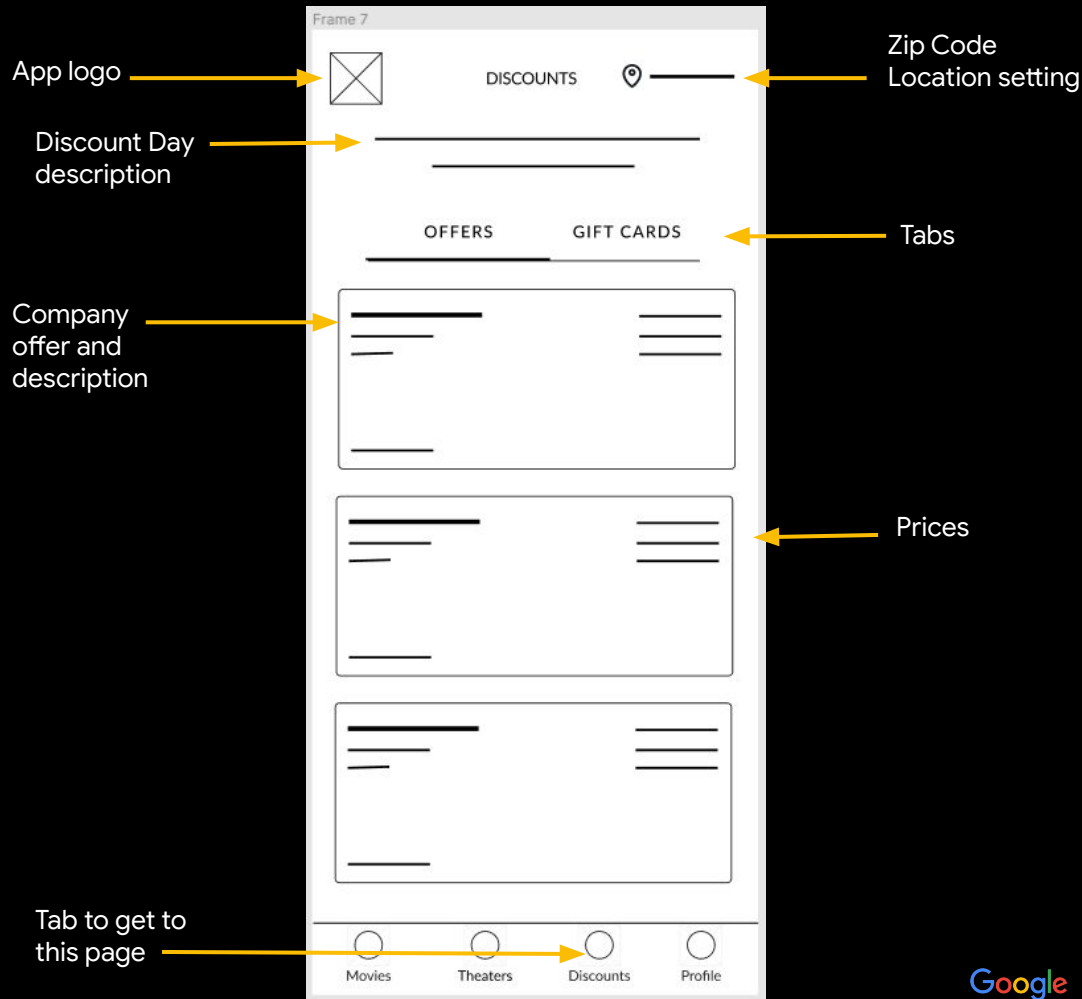 Frame 7
App logo
DISCOUNTS
Zip Code
Location setting
Discount Day
description
OFFERS
GIFT CARDS
Tabs
Company
offer and
description
Prices
Tab to get to
this page
Movies
Theaters
Discounts
Profile
Google